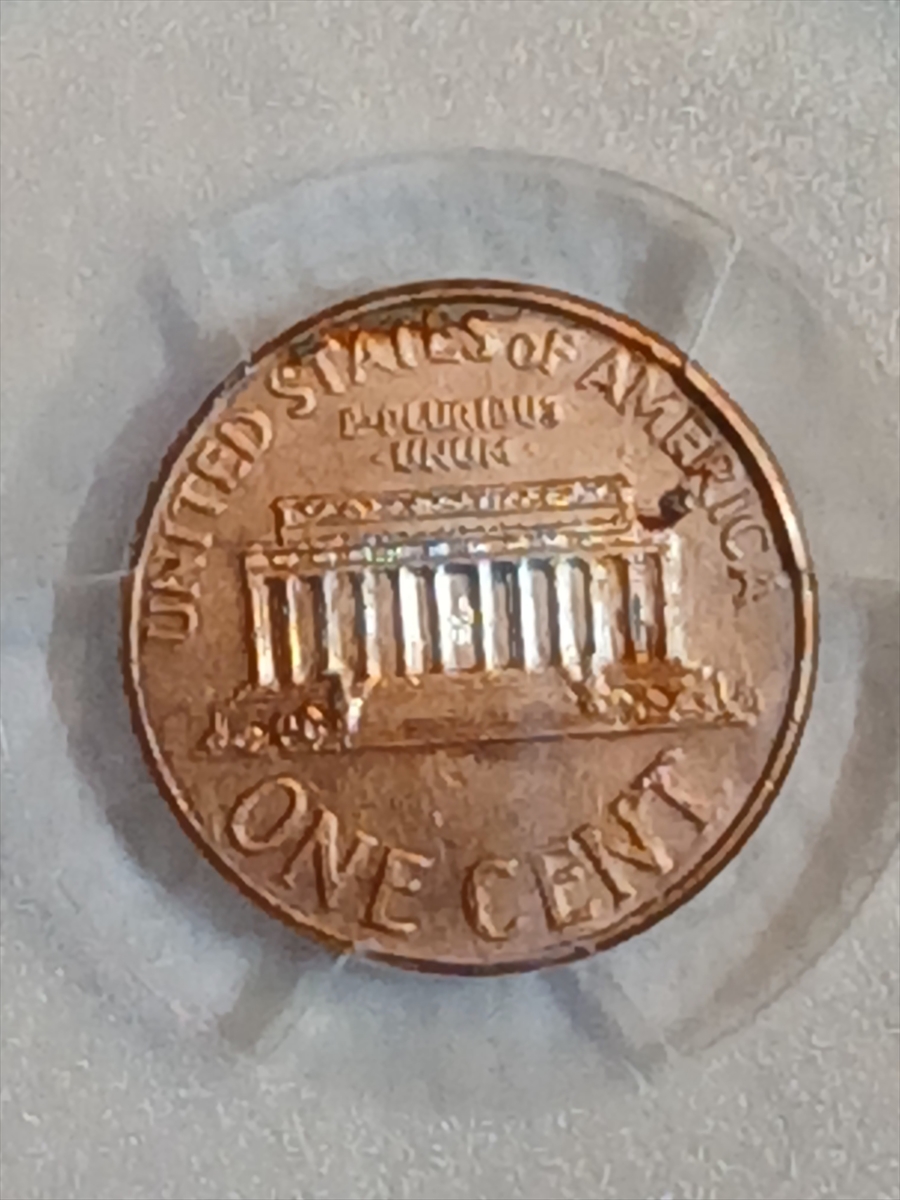 UNITED STATES OF AMERICA
E·PLURIBUS
·UNUM·
ONE CENT